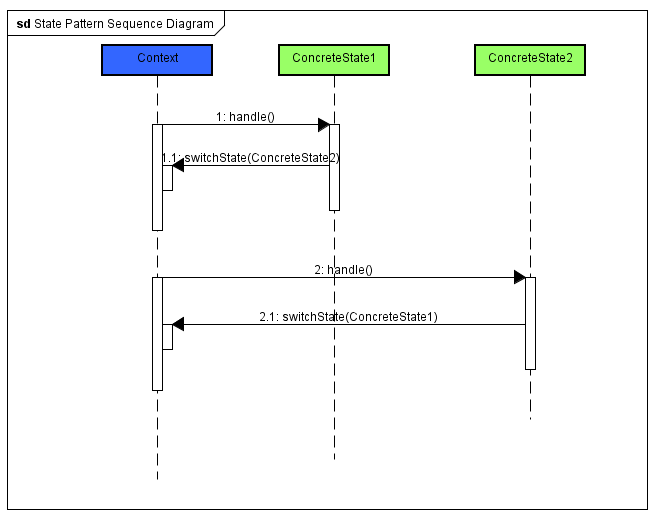 sd State Pattern Sequence Diagram
Context
ConcreteState1
ConcreteState2
1: handle()
1.1: switchState(ConcreteState2)
2: handle()
2.1: switchState(ConcreteState1)